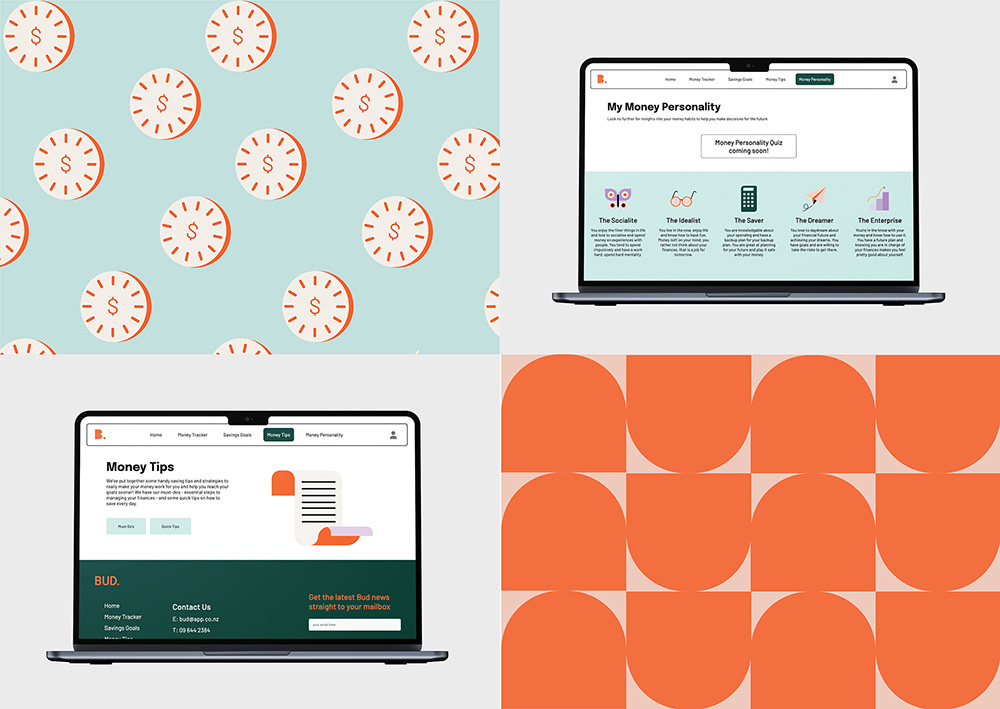 $ $ $
$ $
$ $ $
$ $
$ $
B.
Home Money Tracker Savings Goals Money Tips Money Personality
My Money Personality
Look no further for insights into your money habits to help you make decisions for the future
Money Personality Quiz
coming soon!
The Socialite
You enjoy the finer things in life
and love to socialise and spend
money on experiences with
people. You tend to spend
impulsively and have a work
hard, spend hard mentality.
The Idealist
You live in the now, enjoy life
and know how to have fun.
Money isn't on your mind, you
rather not think about your
finances, that is a job for
tomorrow.
The Saver
You are knowledgable about
your spending and have a
backup plan for your backup
plan. You are great at planning
for your future and play it safe
with your money.
The Dreamer
You love to daydream about
your financial future and
achieving your dreams. You
have goals and are willing to
take the risks to get there.
The Enterprise
You're in the know with your
money and know how to use it.
You have a future plan and
knowing you are in charge of
your finances makes you feel
pretty good about yourself.
B.
Home Money Tracker Savings Goals Money Tips Money Personality
Money Tips
We've put together some handy saving tips and strategies to
really make your money work for you and help you reach your
goals sooner! We have our must-dos - essential steps to
managing your finances - and some quick tips on how to
save every day.
Must Do's Quick Tips
BUD.
Home
Money Tracker
Savings Goals
Money Tips
Contact Us
E: bud@app.co.nz
T: 09 644 2384
Get the latest Bud news
straight to your mailbox
your email here